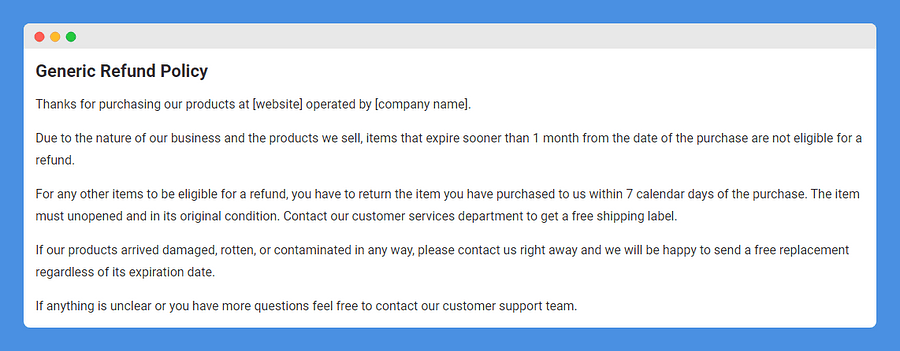 Generic Refund Policy
Thanks for purchasing our products at [website] operated by [company name].
Due to the nature of our business and the products we sell, items that expire sooner than 1 month from the date of the purchase are not eligible for a
refund.
For any other items to be eligible for a refund, you have to return the item you have purchased to us within 7 calendar days of the purchase. The item
must unopened and in its original condition. Contact our customer services department to get a free shipping label.
If our products arrived damaged, rotten, or contaminated in any way, please contact us right away and we will be happy to send a free replacement
regardless of its expiration date.
If anything is unclear or you have more questions feel free to contact our customer support team.